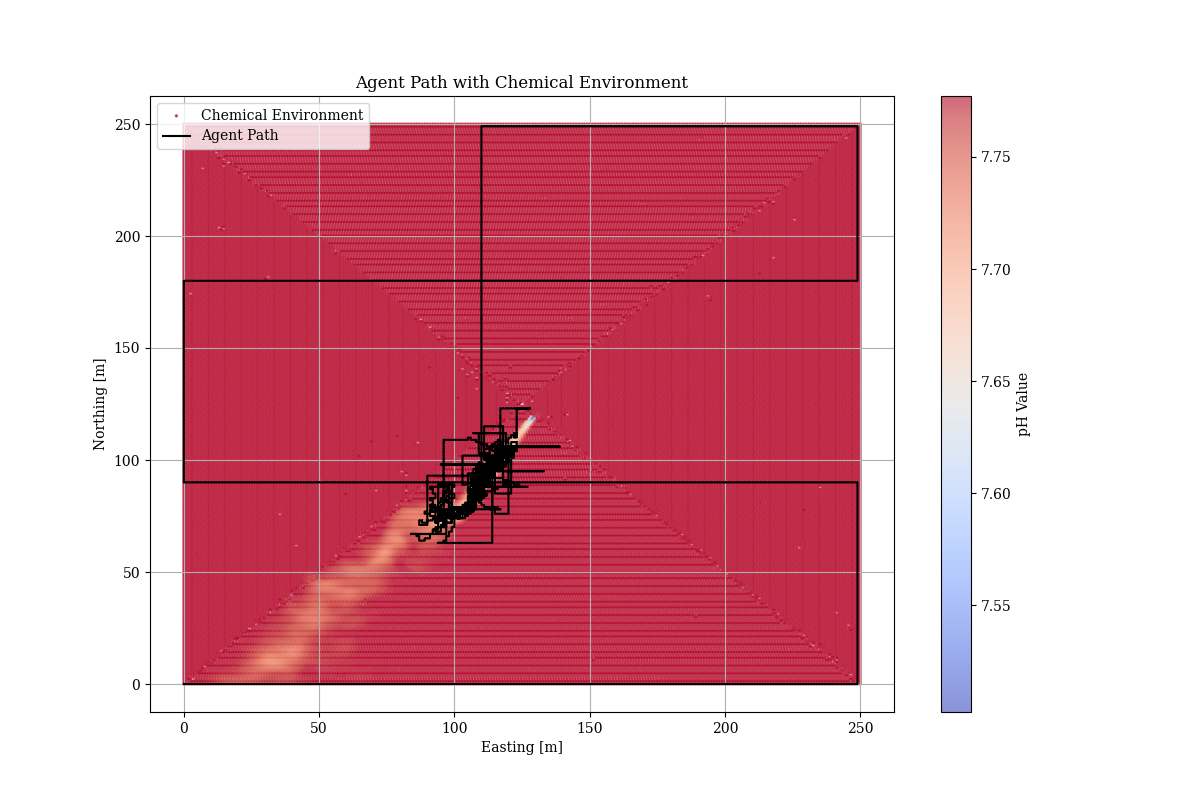 Agent Path with Chemical Environment
Chemical Environment
Agent Path
250
200
150
100
50
0
Northing [m]
0 50 100 150 200 250
Easting [m]
7.75
7.70
7.65
7.60
7.55
pH Value